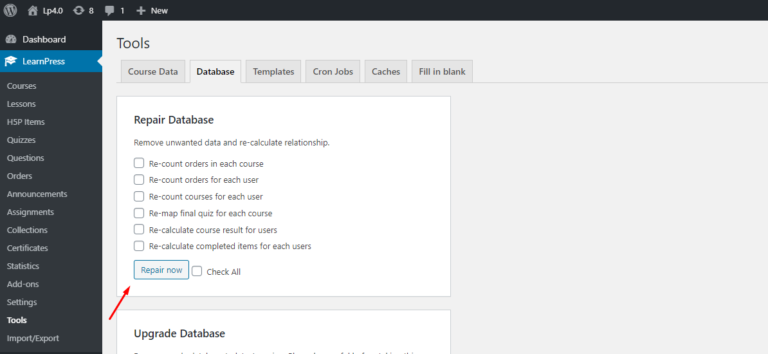 Lp4.0 8 1 + New
Dashboard
LearnPress
Courses
Lessons
H5P Items
Quizzes
Questions
Orders
Announcements
Assignments
Collections
Certificates
Statistics
Add-ons
Settings
Tools
Import/Export
Tools
Course Data Database Templates Cron Jobs Caches Fill in blank
Repair Database
Remove unwanted data and re-calculate relationship.
Re-count orders in each course
Re-count orders for each user
Re-count courses for each user
Re-map final quiz for each course
Re-calculate course result for users
Re-calculate completed items for each users
Repair now Check All
Upgrade Database